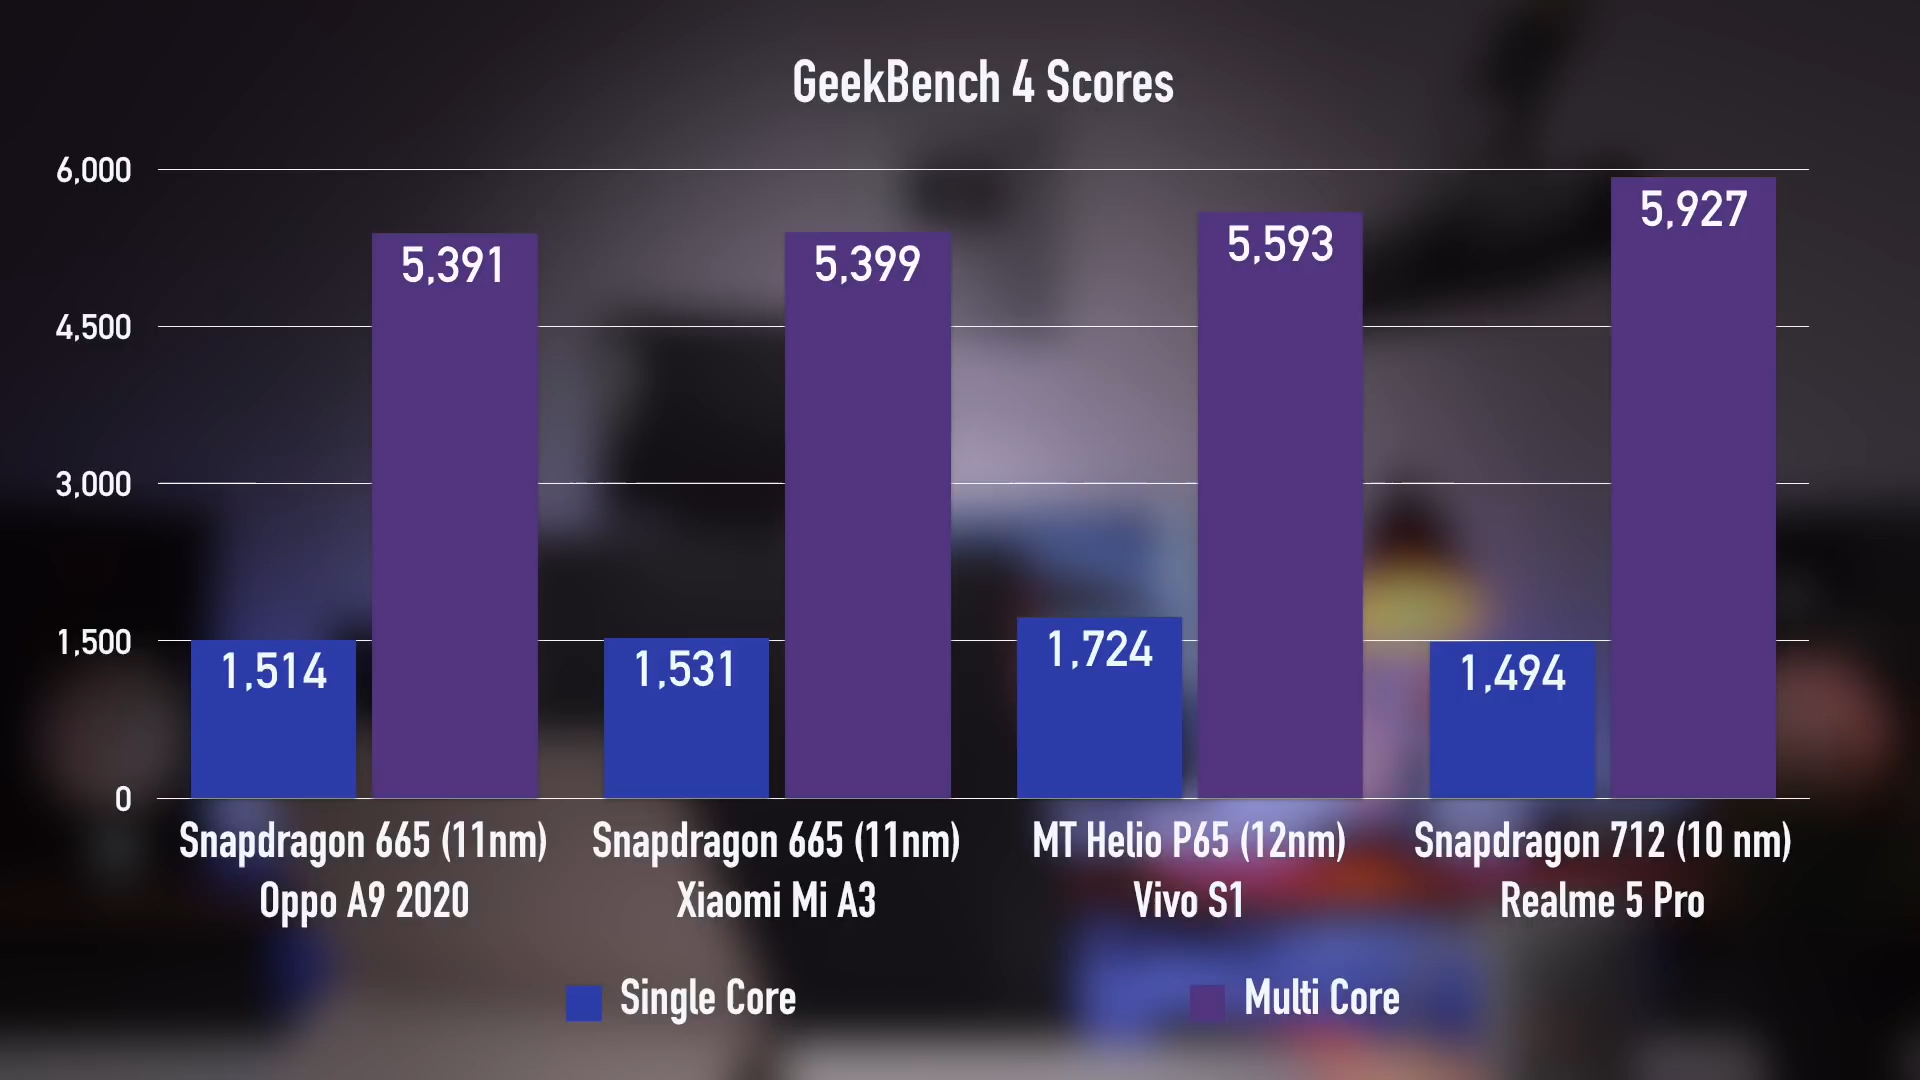 GeekBench 4 Scores
6,000
4,500
3,000
1,500
0
1,514
5,391
1,531
5,399
1,724
5,593
1,494
5,927
Snapdragon 665 (11nm)
Oppo A9 2020
Snapdragon 665 (11nm)
Xiaomi Mi A3
MT Helio P65 (12nm)
Vivo S1
Snapdragon 712 (10 nm)
Realme 5 Pro
Single Core
Multi Core